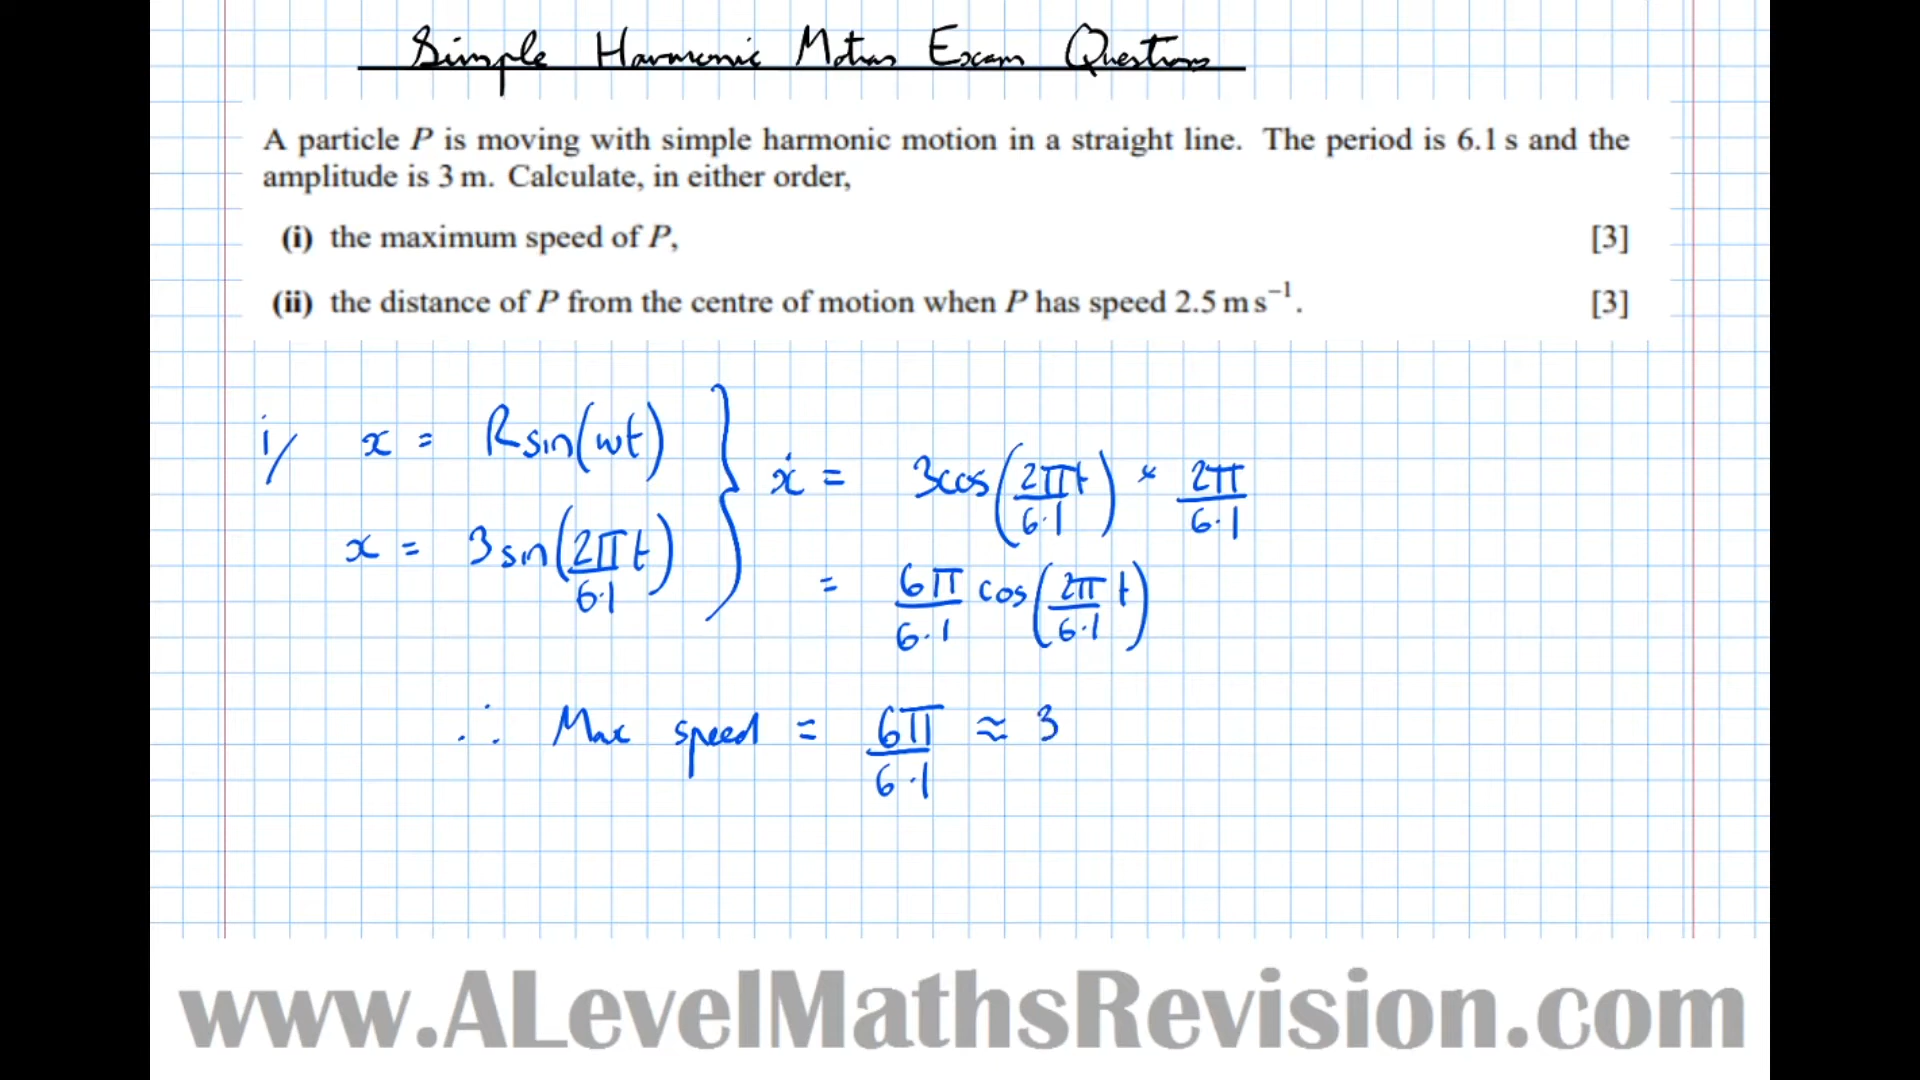 Simple Harmonic Motion Exam Questions
A particle P is moving with simple harmonic motion in a straight line. The period is 6.1 s and the
amplitude is 3 m. Calculate, in either order,
(i) the maximum speed of P, [3]
(ii) the distance of P from the centre of motion when P has speed 2.5 m s⁻¹. [3]
i/ x = Rsin(wt)
ẋ = 3cos(2πt/6.1) * 2π/6.1
x = 3sin(2πt/6.1)
= 6π/6.1 cos(2π/6.1 t)
∴ Max speed = 6π/6.1 ≈ 3
www.ALevelMathsRevision.com